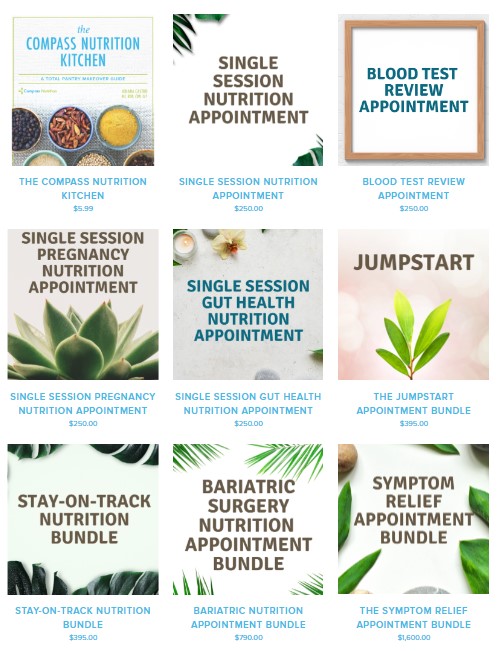 the
COMPASS NUTRITION
KITCHEN
A TOTAL PANTRY MAKEOVER GUIDE
THE COMPASS NUTRITION
KITCHEN
$5.99
SINGLE
SESSION
NUTRITION
APPOINTMENT
SINGLE SESSION NUTRITION
APPOINTMENT
$250.00
BLOOD TEST
REVIEW
APPOINTMENT
BLOOD TEST REVIEW
APPOINTMENT
$250.00
SINGLE SESSION
PREGNANCY
NUTRITION
APPOINTMENT
SINGLE SESSION PREGNANCY
NUTRITION APPOINTMENT
$250.00
SINGLE SESSION
GUT HEALTH
NUTRITION
APPOINTMENT
SINGLE SESSION GUT HEALTH
NUTRITION APPOINTMENT
$250.00
JUMPSTART
THE JUMPSTART
APPOINTMENT BUNDLE
$395.00
STAY-ON-TRACK
NUTRITION
BUNDLE
STAY-ON-TRACK NUTRITION
BUNDLE
$395.00
BARIATRIC
SURGERY
NUTRITION
APPOINTMENT
BUNDLE
BARIATRIC NUTRITION
APPOINTMENT BUNDLE
$790.00
SYMPTOM
RELIEF
APPOINTMENT
BUNDLE
THE SYMPTOM RELIEF
APPOINTMENT BUNDLE
$1,600.00